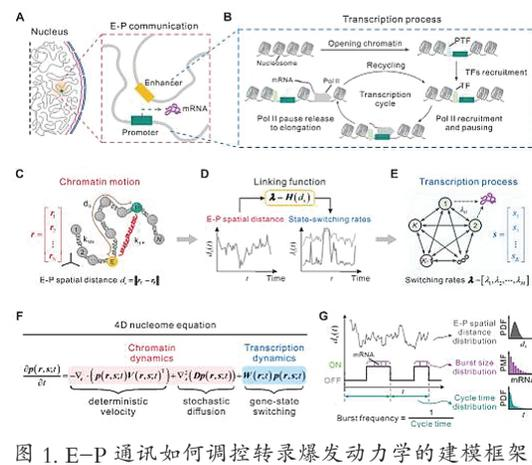 A
Nucleus
E-P communication
Enhancer
mRNA
Promoter
B
Transcription process
Nucleosome
Opening chromatin
PTF
Recycling
TFs recruitment
mRNA
Pol II
TF
Transcription
cycle
Pol II pause release
to elongation
Pol II recruitment
and pausing
C
Chromatin motion
E-P spatial distance
D
Linking function
E-P spatial distance
State-switching rates
Time
Time
E
Transcription process
Switching rates
F
4D nucleome equation
Chromatin
dynamics
Transcription
dynamics
deterministic
velocity
stochastic
diffusion
gene-state
switching
G
E-P spatial
distance
distribution
PDF
mRNA
ON
OFF
Burst size
distribution
PMF
mRNA
Cycle time
distribution
PDF
Burst frequency = 1
Cycle time
图 1. E-P 通讯如何调控转录爆发动力学的建模框架